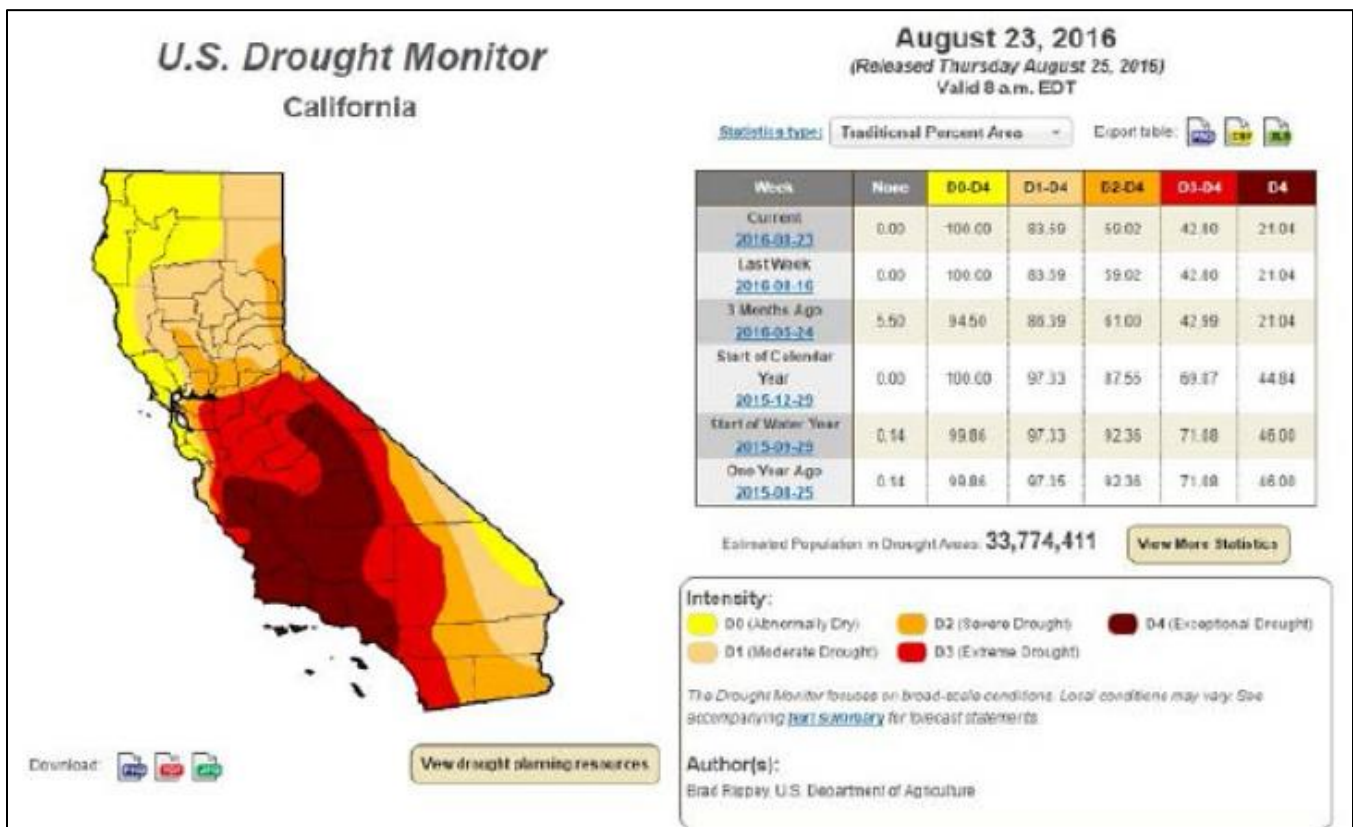 U.S. Drought Monitor
California
August 23, 2016
(Released Thursday August 25, 2016)
Valid 8 a.m. EDT
Statistics type: Traditional Percent Area Export table:
Week None D0-D4 D1-D4 D2-D4 D3-D4 D4
Current
2016-08-23
0.00 100.00 83.59 59.02 42.80 21.04
Last Week
2016-08-16
0.00 100.00 83.59 59.02 42.80 21.04
3 Months Ago
2016-05-24
5.50 94.50 86.39 61.00 42.99 21.04
Start of Calendar
Year
2015-12-29
0.00 100.00 97.33 87.55 69.07 44.84
Start of Water Year
2015-09-29
0.14 99.86 97.33 92.36 71.08 46.00
One Year Ago
2015-08-25
0.14 99.86 97.35 92.36 71.08 46.00
Estimated Population in Drought Areas: 33,774,411 View More Statistics
Intensity:
D0 (Abnormally Dry) D2 (Severe Drought) D4 (Exceptional Drought)
D1 (Moderate Drought) D3 (Extreme Drought)
The Drought Monitor focuses on broad-scale conditions. Local conditions may vary. See
accompanying text summary for forecast statements.
Author(s):
Brad Rippey, U.S. Department of Agriculture
Download:
View drought planning resources